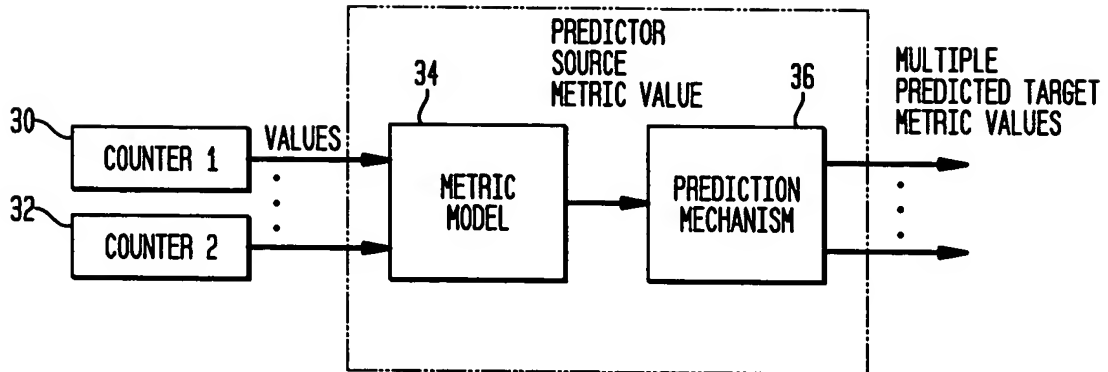 PREDICTOR
SOURCE
METRIC VALUE
MULTIPLE
PREDICTED TARGET
METRIC VALUES
34
36
30
COUNTER 1
VALUES
32
COUNTER 2
METRIC
MODEL
PREDICTION
MECHANISM